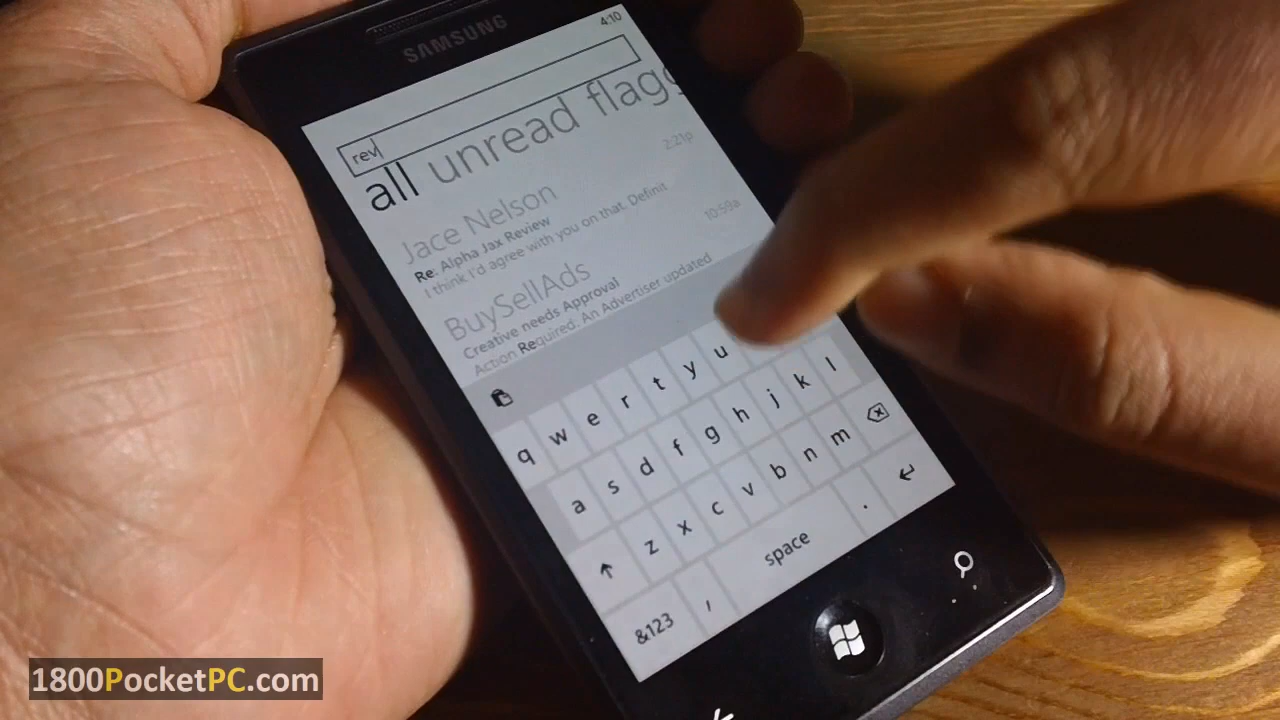 SAMSUNG
4:10
rev
all unread flags
Jace Nelson
2:21p
Re: Alpha Jax Review
I think I'd agree with you on that. Definit
BuySellAds
10:59a
Creative needs Approval
Action Required: An Advertiser updated
q w e r t y u
a s d f g h j k l
z x c v b n m
&123 , space .
1800PocketPC.com